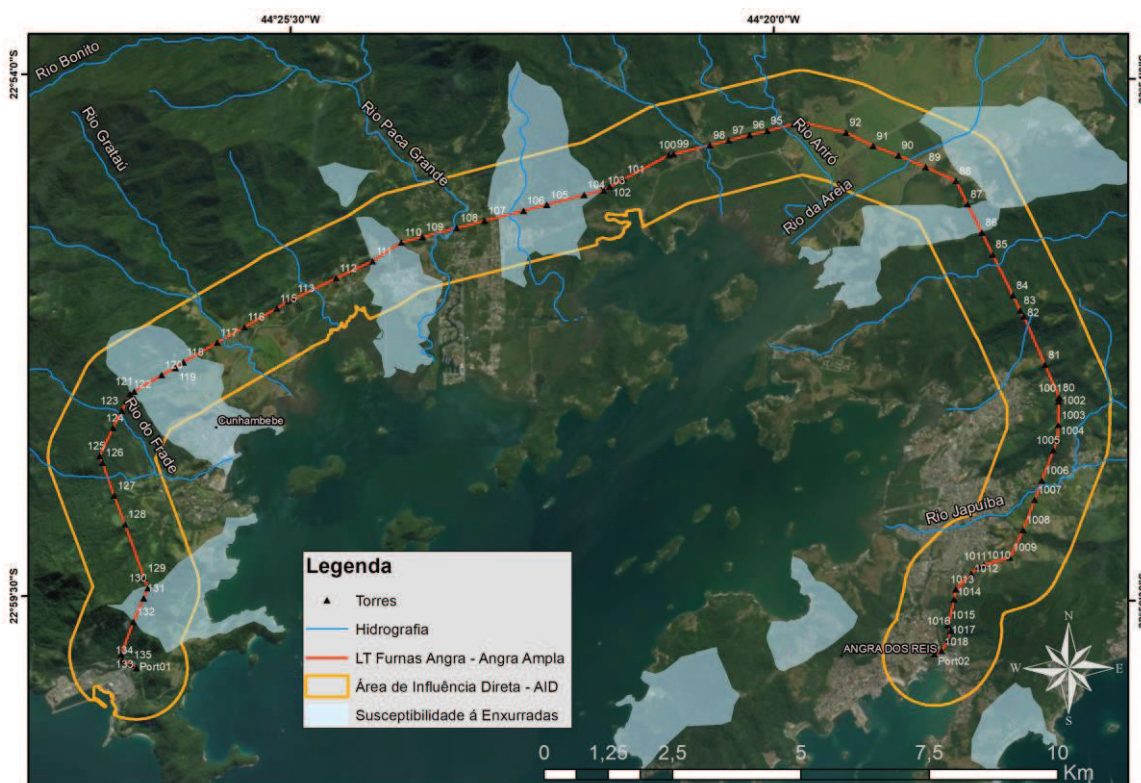 44°25'30"W
44°20'0"W
22°54'0"S
Rio Bonito
Rio Grataú
Rio Paca Grande
Rio Ariró
Rio da Areia
92
91
90
89
88
87
86
85
84
83
82
81
95
96
97
98
99
100
101
102
103
104
105
106
107
108
109
110
111
112
113
115
116
117
118
119
120
121
122
123
124
125
126
127
128
129
130
131
132
133
134
135
Port01
Rio do Frade
Cunhambebe
100180
1002
1003
1004
1005
1006
1007
1008
1009
1010
1011
1012
1013
1014
1015
1016
1017
1018
Rio Japuíba
ANGRA DOS REIS
Port02
22°59'30"S
Legenda
Torres
Hidrografia
LT Furnas Angra - Angra Ampla
Área de Influência Direta - AID
Susceptibilidade á Enxurradas
N
W
E
S
0 1,25 2,5 5 7,5 10
Km